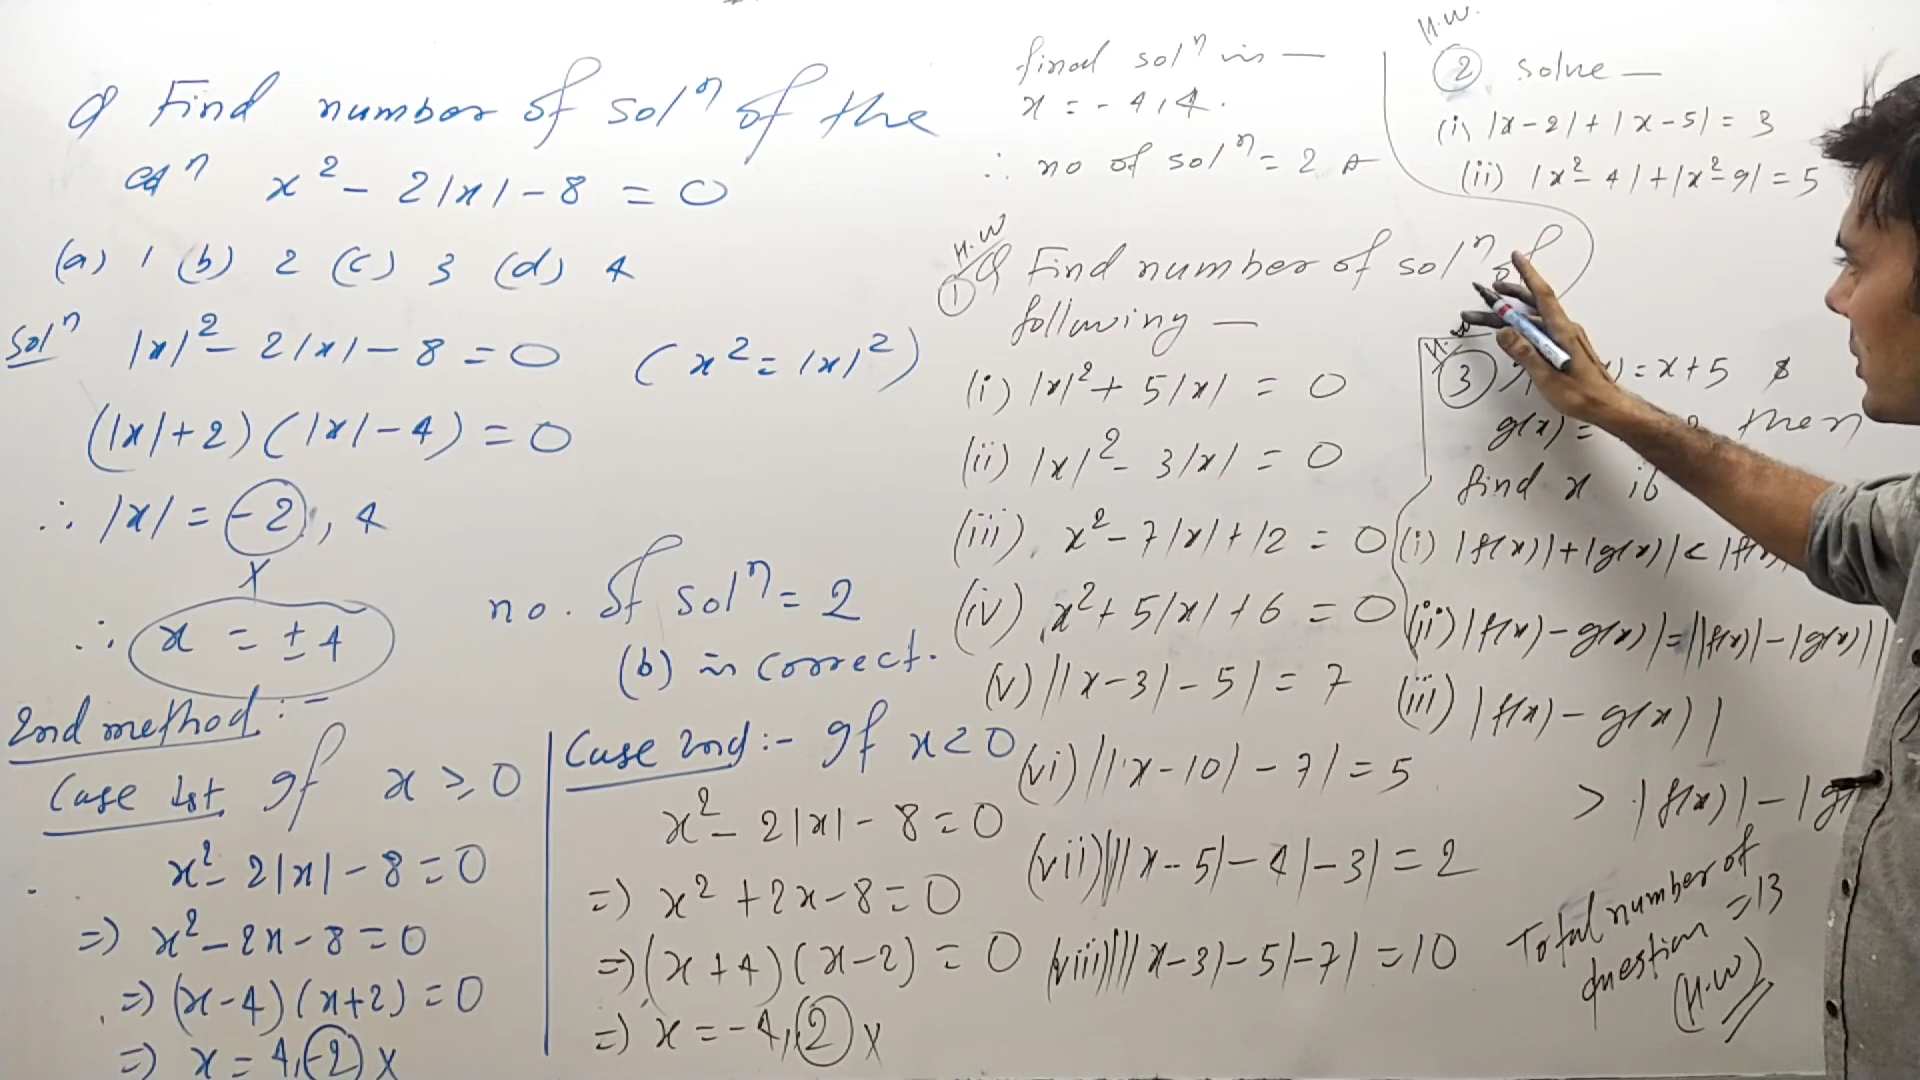 Q Find number of solⁿ of the
eqⁿ x² - 2|x| - 8 = 0
(a) 1 (b) 2 (c) 3 (d) 4
Solⁿ |x|² - 2|x| - 8 = 0 (x² = |x|²)
(|x|+2)(|x|-4) = 0
∴ |x| = -2, 4
X
∴ x = ±4
no. of solⁿ = 2
(b) is correct.
2nd method :-
Case 1st If x ≥ 0
x² - 2|x| - 8 = 0
⇒ x² - 2x - 8 = 0
⇒ (x-4)(x+2) = 0
⇒ x = 4, -2 X
Case 2nd :- If x < 0
x² - 2|x| - 8 = 0
⇒ x² + 2x - 8 = 0
⇒ (x+4)(x-2) = 0
⇒ x = -4, 2 X
final solⁿ is —
x = -4, 4.
∴ no of solⁿ = 2
H.W
① Q Find number of solⁿ of
following —
(i) |x|² + 5|x| = 0
(ii) |x|² - 3|x| = 0
(iii) x² - 7|x| + 12 = 0
(iv) x² + 5|x| + 6 = 0
(v) ||x-3| - 5| = 7
(vi) ||x-10| - 7| = 5
(vii) |||x-5| - 4| - 3| = 2
(viii) |||x-3| - 5| - 7| = 10
H.W.
② Solve —
(i) |x-2| + |x-5| = 3
(ii) |x²-4| + |x²-9| = 5
③ = x+5 &
g(x) = then
find x if
(i) |f(x)| + |g(x)| <
(ii) |f(x) - g(x)| = ||f(x)| - |g(x)||
(iii) |f(x) - g(x)|
> |f(x)| - |g(
Total number of
question = 13
(H.W)